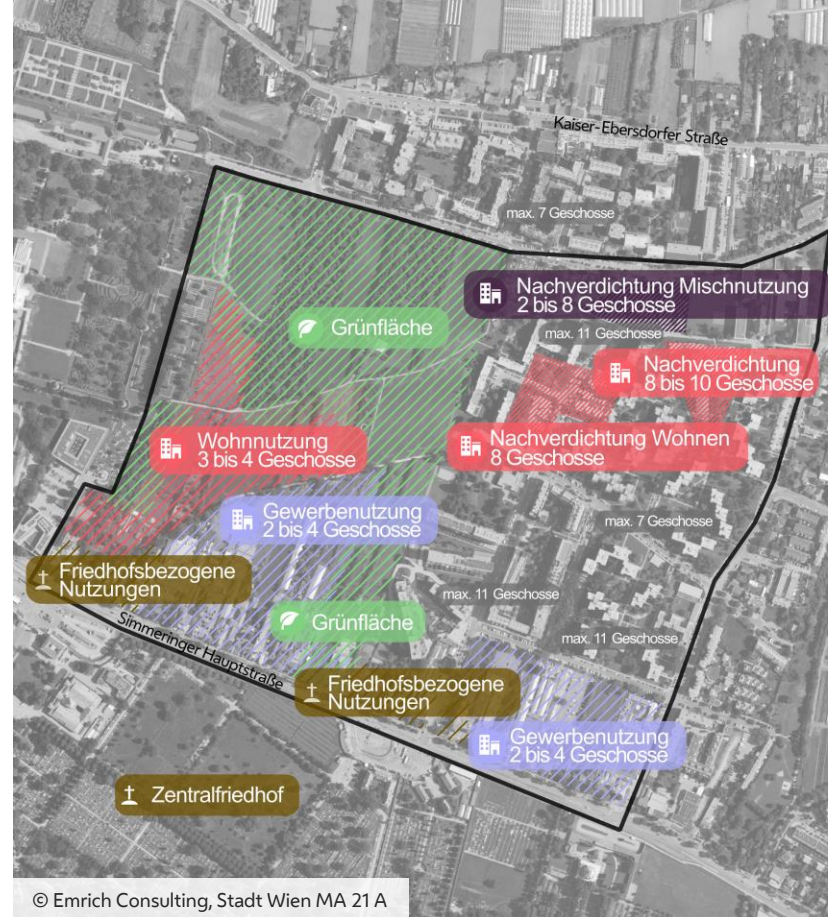 Kaiser-Ebersdorfer Straße
max. 7 Geschosse
Nachverdichtung Mischnutzung
2 bis 8 Geschosse
Grünfläche
max. 11 Geschosse
Nachverdichtung
8 bis 10 Geschosse
Wohnnutzung
3 bis 4 Geschosse
Nachverdichtung Wohnen
8 Geschosse
Gewerbenutzung
2 bis 4 Geschosse
max. 7 Geschosse
Friedhofsbezogene
Nutzungen
max. 11 Geschosse
Grünfläche
max. 11 Geschosse
Simmeringer Hauptstraße
Friedhofsbezogene
Nutzungen
Gewerbenutzung
2 bis 4 Geschosse
Zentralfriedhof
© Emrich Consulting, Stadt Wien MA 21 A